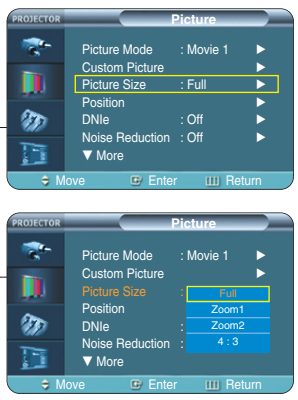 PROJECTOR Picture
Picture Mode : Movie 1 ▶
Custom Picture ▶
Picture Size : Full ▶
Position ▶
DNIe : Off ▶
Noise Reduction : Off ▶
▼ More
Move Enter Return
PROJECTOR Picture
Picture Mode : Movie 1 ▶
Custom Picture ▶
Picture Size : Full
Position Zoom1
DNIe : Zoom2
Noise Reduction : 4 : 3
▼ More
Move Enter Return